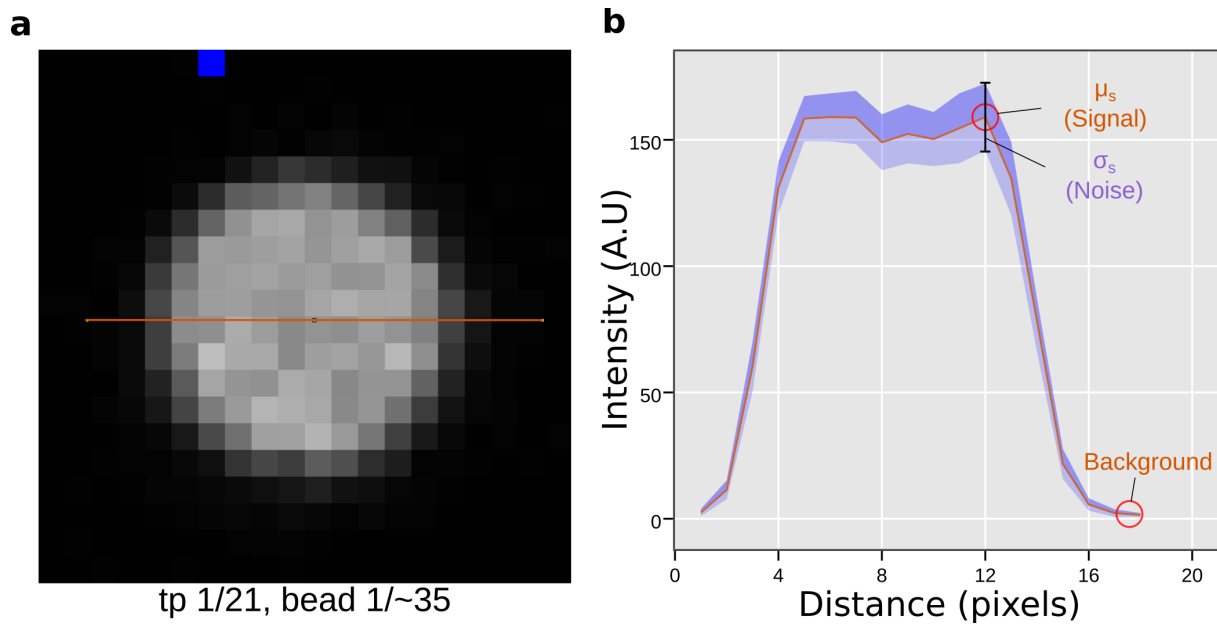 a
tp 1/21, bead 1/~35
b
Intensity (A.U)
150
100
50
0
μs
(Signal)
σs
(Noise)
Background
0 4 8 12 16 20
Distance (pixels)